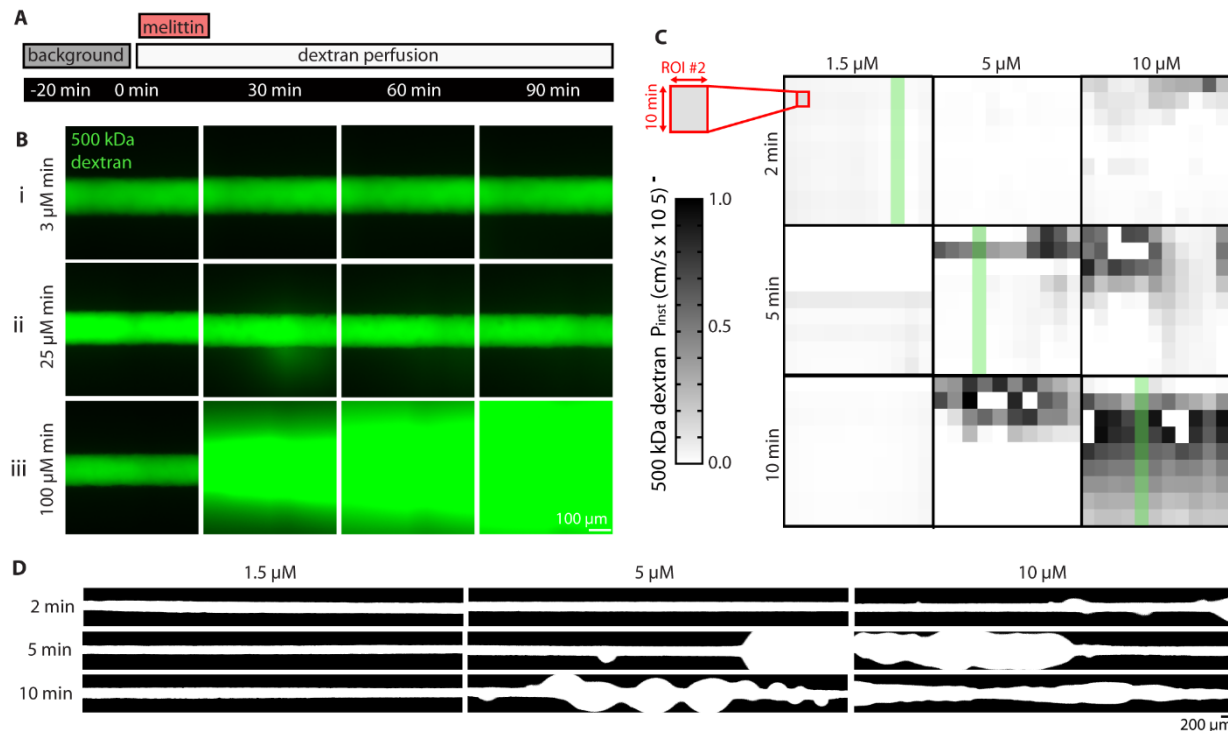 A
melittin
background
dextran perfusion
-20 min 0 min 30 min 60 min 90 min
B
500 kDa
dextran
i
3 µM min
ii
25 µM min
iii
100 µM min
100 µm
C
ROI #2
10 min
1.5 µM 5 µM 10 µM
2 min
5 min
10 min
500 kDa dextran Pinst (cm/s x 10 5) -
1.0
0.5
0.0
D
1.5 µM 5 µM 10 µM
2 min
5 min
10 min
200 µm